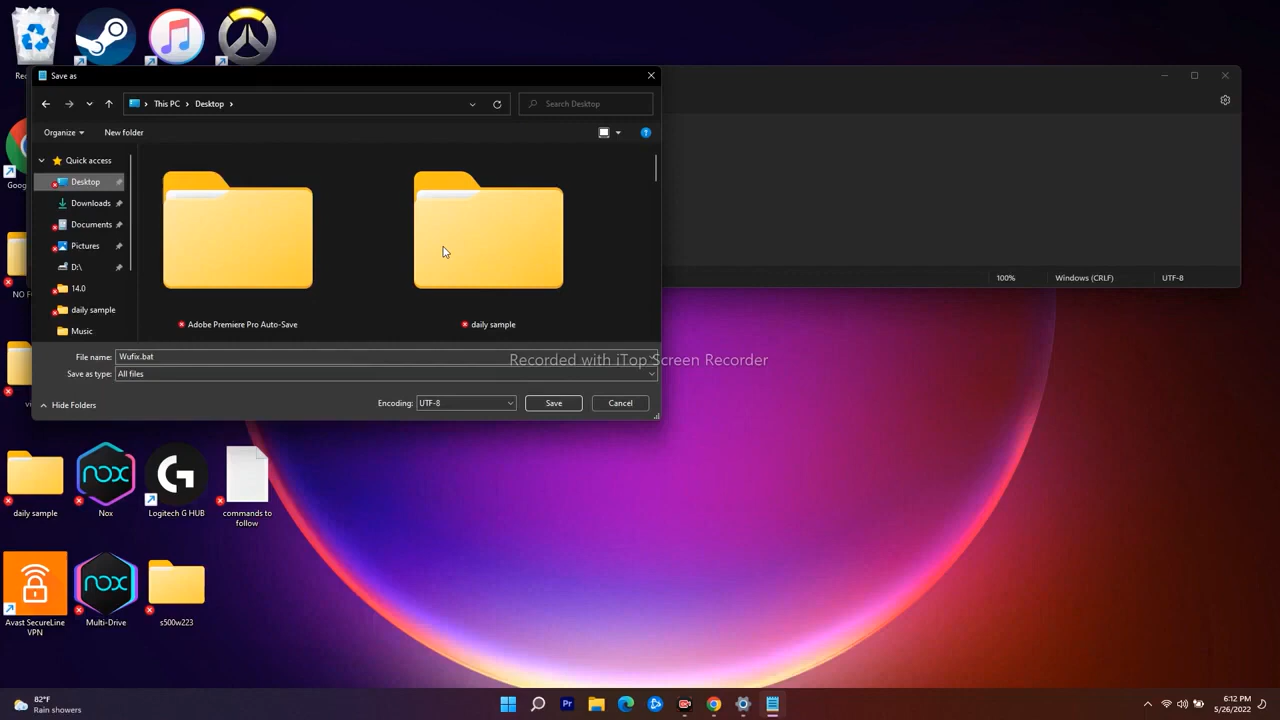 Save as
This PC
Desktop
Search Desktop
Organize
New folder
Quick access
Desktop
Downloads
Documents
Pictures
D:\
14.0
daily sample
Music
Adobe Premiere Pro Auto-Save
daily sample
File name:
Wufix.bat
Save as type:
All files
Hide Folders
Encoding:
UTF-8
Save
Cancel
Recorded with iTop Screen Recorder
100%
Windows (CRLF)
UTF-8
daily sample
Nox
Logitech G HUB
commands to
follow
Avast SecureLine
VPN
Multi-Drive
s500w223
82°F
Rain showers
6:12 PM
5/26/2022